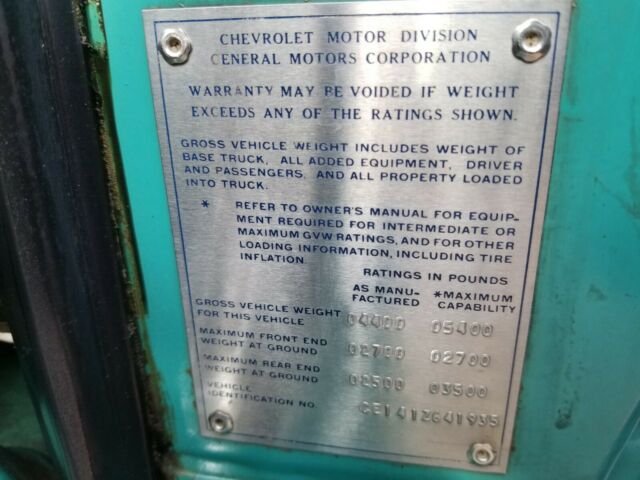 CHEVROLET MOTOR DIVISION
GENERAL MOTORS CORPORATION
WARRANTY MAY BE VOIDED IF WEIGHT
EXCEEDS ANY OF THE RATINGS SHOWN.
GROSS VEHICLE WEIGHT INCLUDES WEIGHT OF
BASE TRUCK, ALL ADDED EQUIPMENT, DRIVER
AND PASSENGERS, AND ALL PROPERTY LOADED
INTO TRUCK.
* REFER TO OWNER'S MANUAL FOR EQUIP-
MENT REQUIRED FOR INTERMEDIATE OR
MAXIMUM GVW RATINGS, AND FOR OTHER
LOADING INFORMATION, INCLUDING TIRE
INFLATION.
RATINGS IN POUNDS
AS MANU-
FACTURED
*MAXIMUM
CAPABILITY
GROSS VEHICLE WEIGHT
FOR THIS VEHICLE 04400 05400
MAXIMUM FRONT END
WEIGHT AT GROUND 02700 02700
MAXIMUM REAR END
WEIGHT AT GROUND 02500 03500
VEHICLE
IDENTIFICATION NO. CE141Z641935